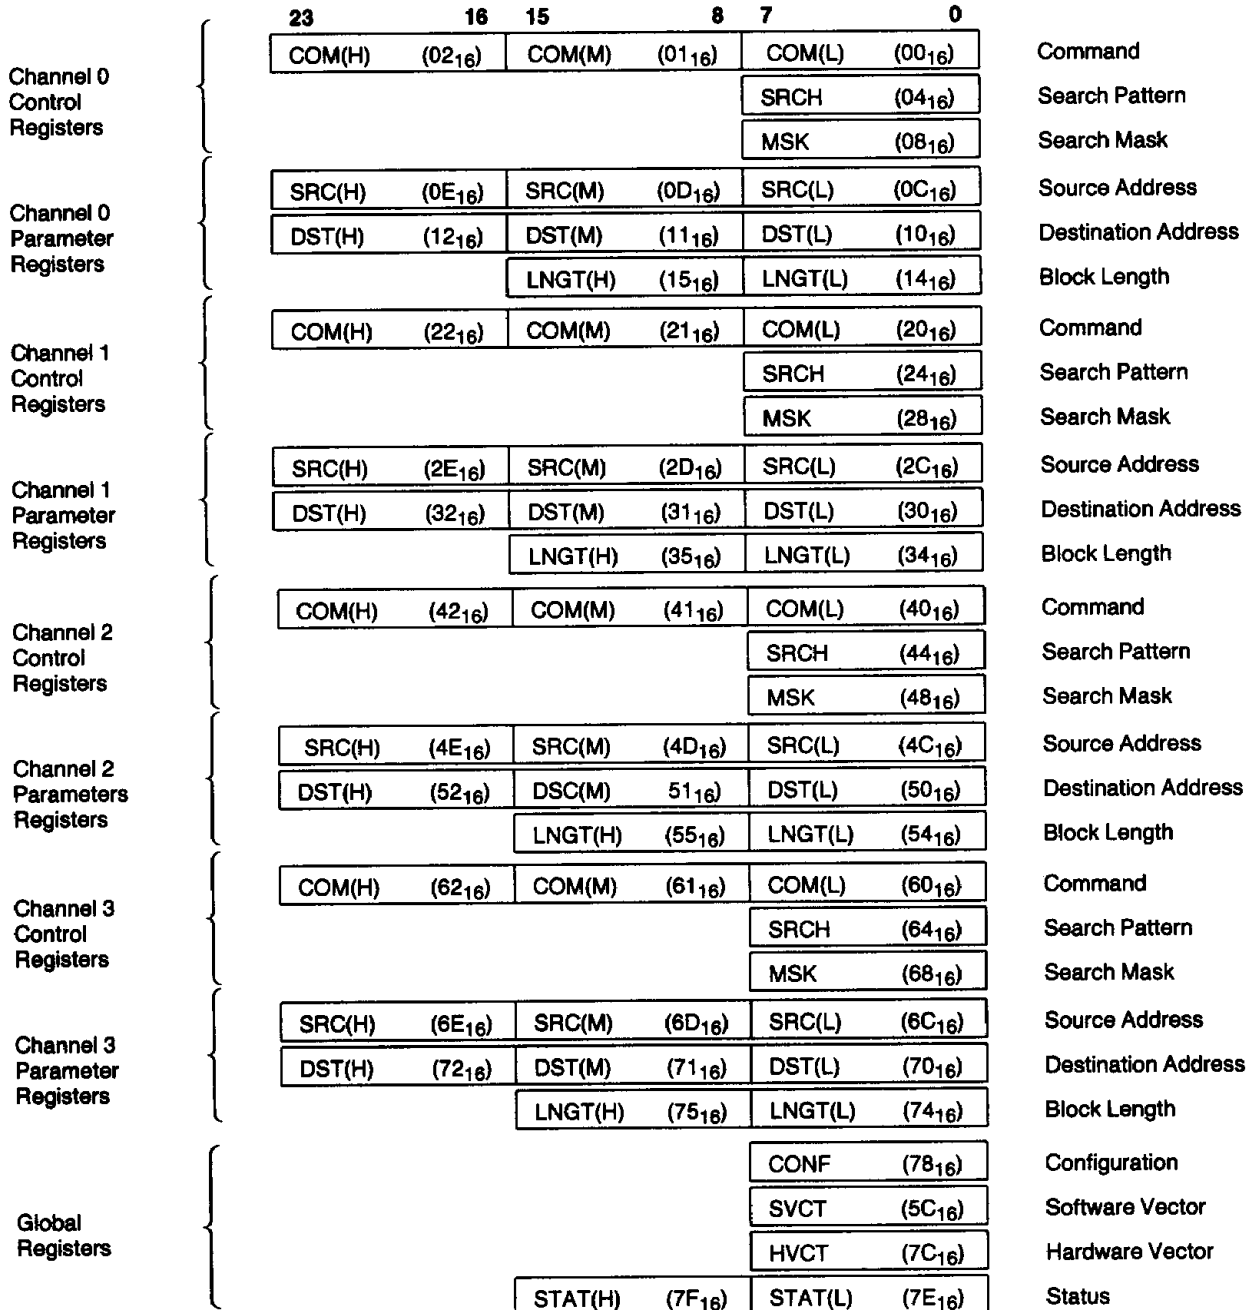 23 16 15 8 7 0
COM(H) (02₁₆) COM(M) (01₁₆) COM(L) (00₁₆) Command
Channel 0
Control
Registers
SRCH (04₁₆) Search Pattern
MSK (08₁₆) Search Mask
SRC(H) (0E₁₆) SRC(M) (0D₁₆) SRC(L) (0C₁₆) Source Address
Channel 0
Parameter
Registers
DST(H) (12₁₆) DST(M) (11₁₆) DST(L) (10₁₆) Destination Address
LNGT(H) (15₁₆) LNGT(L) (14₁₆) Block Length
COM(H) (22₁₆) COM(M) (21₁₆) COM(L) (20₁₆) Command
Channel 1
Control
Registers
SRCH (24₁₆) Search Pattern
MSK (28₁₆) Search Mask
SRC(H) (2E₁₆) SRC(M) (2D₁₆) SRC(L) (2C₁₆) Source Address
Channel 1
Parameter
Registers
DST(H) (32₁₆) DST(M) (31₁₆) DST(L) (30₁₆) Destination Address
LNGT(H) (35₁₆) LNGT(L) (34₁₆) Block Length
COM(H) (42₁₆) COM(M) (41₁₆) COM(L) (40₁₆) Command
Channel 2
Control
Registers
SRCH (44₁₆) Search Pattern
MSK (48₁₆) Search Mask
SRC(H) (4E₁₆) SRC(M) (4D₁₆) SRC(L) (4C₁₆) Source Address
Channel 2
Parameters
Registers
DST(H) (52₁₆) DSC(M) 51₁₆) DST(L) (50₁₆) Destination Address
LNGT(H) (55₁₆) LNGT(L) (54₁₆) Block Length
COM(H) (62₁₆) COM(M) (61₁₆) COM(L) (60₁₆) Command
Channel 3
Control
Registers
SRCH (64₁₆) Search Pattern
MSK (68₁₆) Search Mask
SRC(H) (6E₁₆) SRC(M) (6D₁₆) SRC(L) (6C₁₆) Source Address
Channel 3
Parameter
Registers
DST(H) (72₁₆) DST(M) (71₁₆) DST(L) (70₁₆) Destination Address
LNGT(H) (75₁₆) LNGT(L) (74₁₆) Block Length
CONF (78₁₆) Configuration
SVCT (5C₁₆) Software Vector
Global
Registers
HVCT (7C₁₆) Hardware Vector
STAT(H) (7F₁₆) STAT(L) (7E₁₆) Status